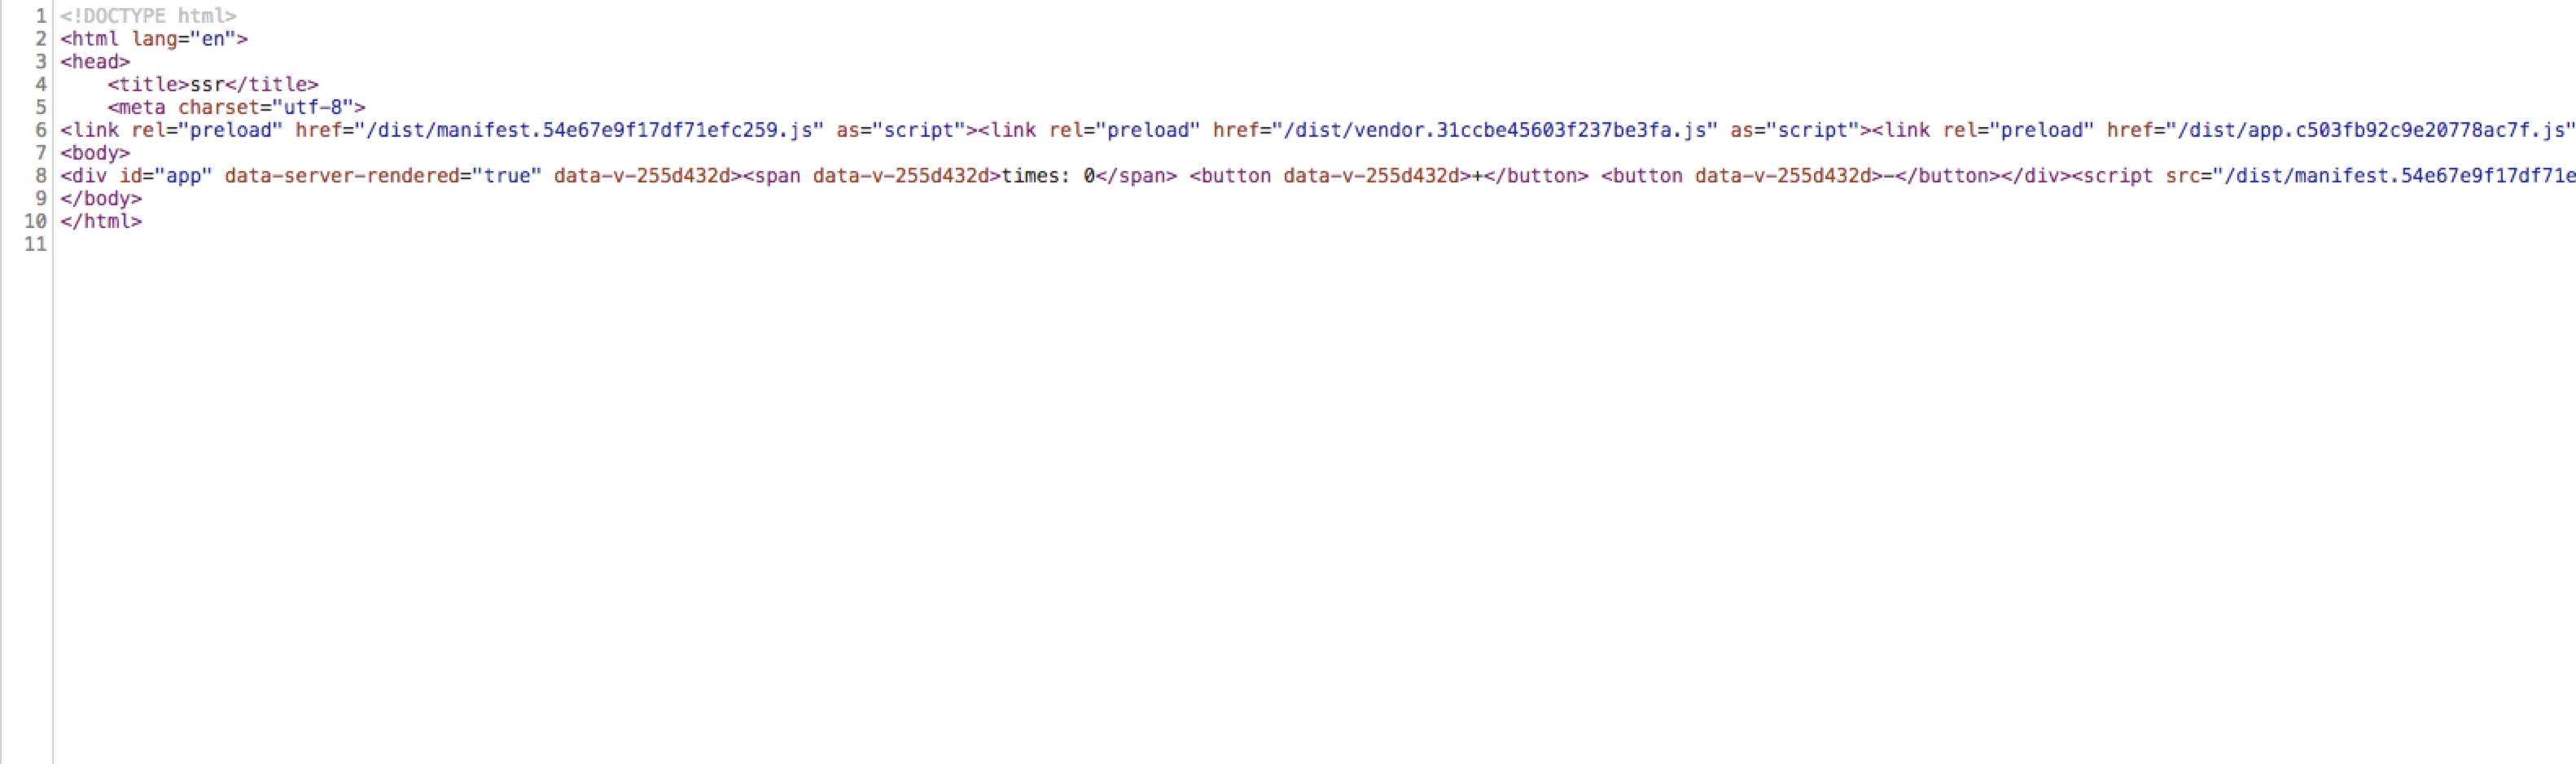 1 <!DOCTYPE html>
2 <html lang="en">
3 <head>
4     <title>ssr</title>
5     <meta charset="utf-8">
6 <link rel="preload" href="/dist/manifest.54e67e9f17df71efc259.js" as="script"><link rel="preload" href="/dist/vendor.31ccbe45603f237be3fa.js" as="script"><link rel="preload" href="/dist/app.c503fb92c9e20778ac7f.js"
7 <body>
8 <div id="app" data-server-rendered="true" data-v-255d432d><span data-v-255d432d>times: 0</span> <button data-v-255d432d>+</button> <button data-v-255d432d>−</button></div><script src="/dist/manifest.54e67e9f17df71e
9 </body>
10 </html>
11